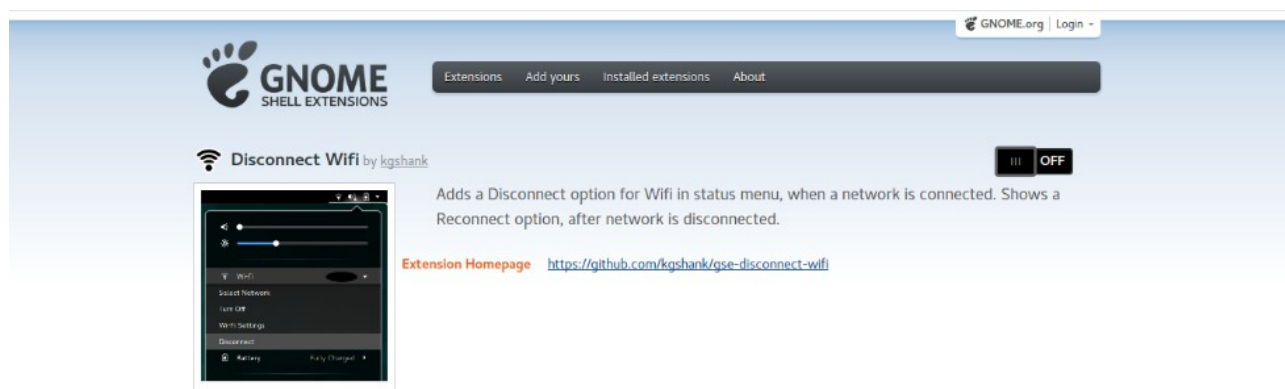 GNOME.org | Login
GNOME
SHELL EXTENSIONS
Extensions Add yours Installed extensions About
Disconnect Wifi by kgshank
OFF
Adds a Disconnect option for Wifi in status menu, when a network is connected. Shows a
Reconnect option, after network is disconnected.
Extension Homepage https://github.com/kgshank/gse-disconnect-wifi
Wi-Fi
Select Network
Turn Off
Wi-Fi Settings
Disconnect
Battery Fully Charged